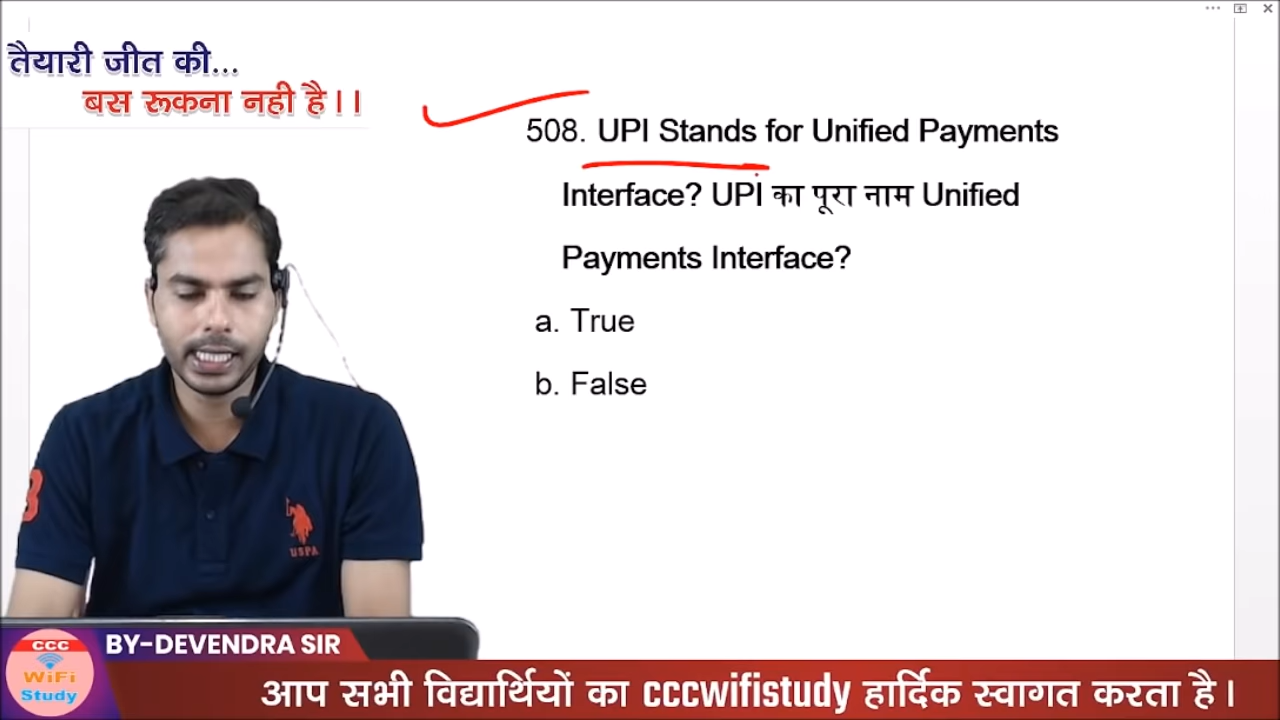 तैयारी जीत की...
बस रूकना नही है।।
508. UPI Stands for Unified Payments
Interface? UPI का पूरा नाम Unified
Payments Interface?
a. True
b. False
3
USPA
CCC
WiFi
Study
BY-DEVENDRA SIR
आप सभी विद्यार्थियों का cccwifistudy हार्दिक स्वागत करता है।